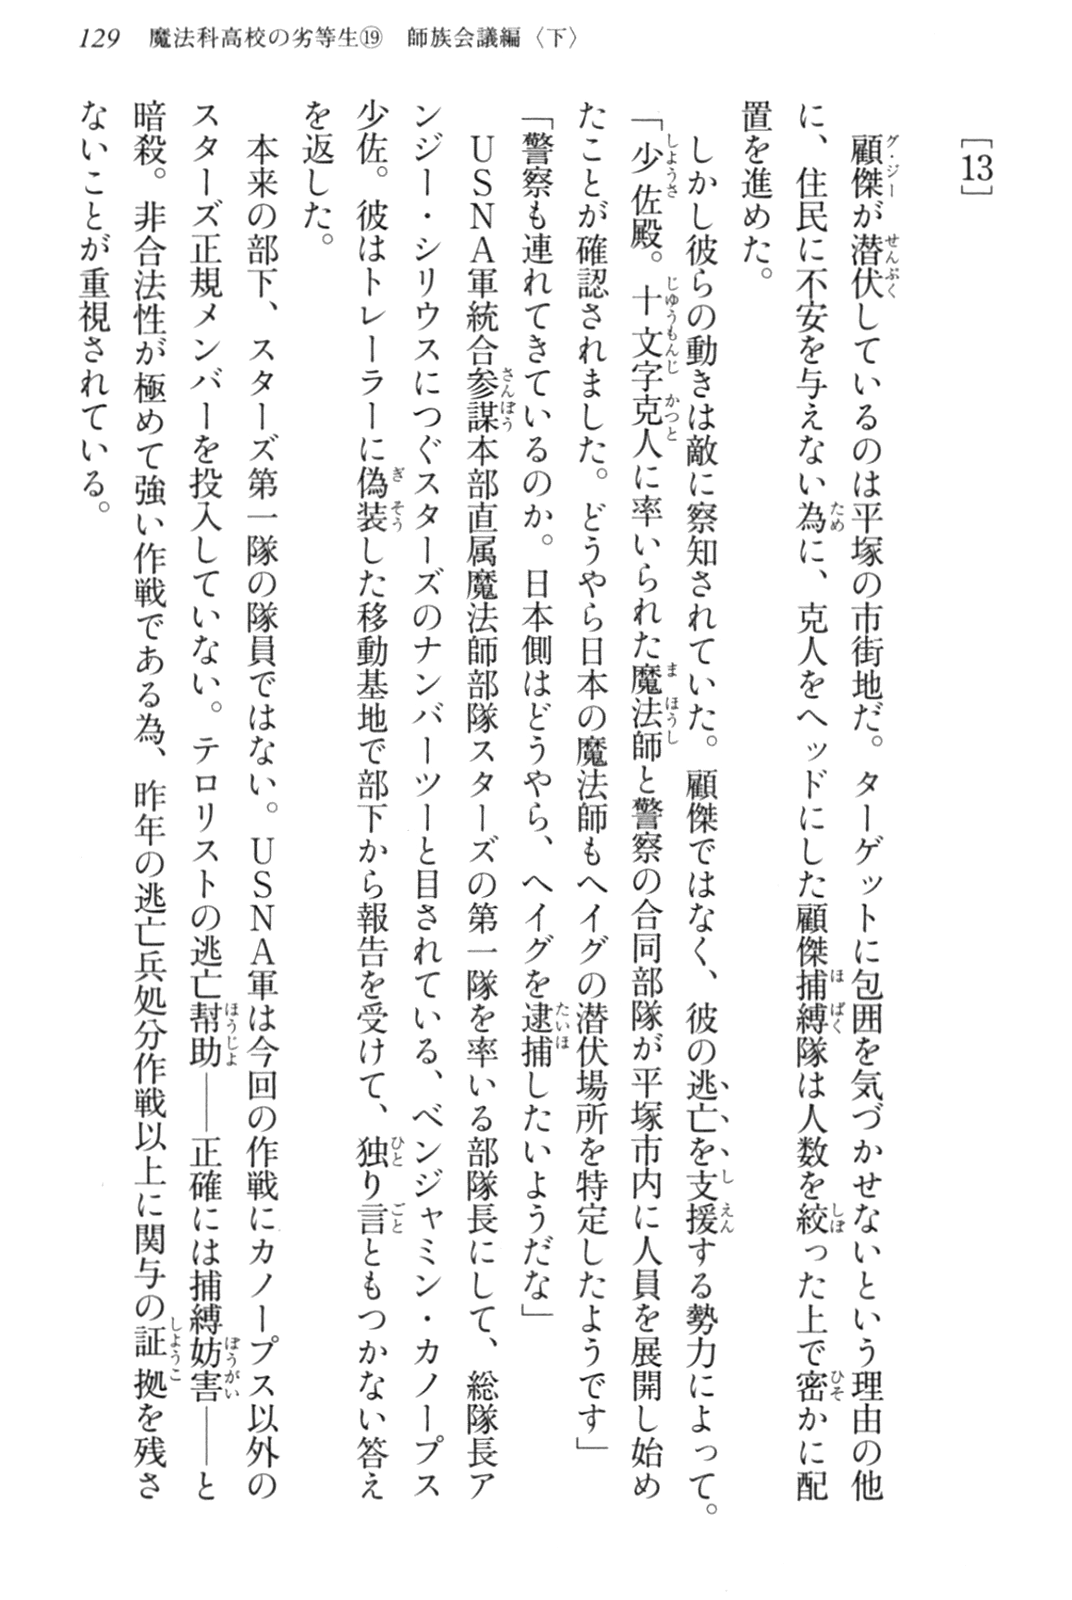 129　魔法科高校の劣等生⑲　師族会議編〈下〉
［13］
　顧傑が潜伏しているのは平塚の市街地だ。ターゲットに包囲を気づかせないという理由の他
に、住民に不安を与えない為に、克人をヘッドにした顧傑捕縛隊は人数を絞った上で密かに配
置を進めた。
　しかし彼らの動きは敵に察知されていた。顧傑ではなく、彼の逃亡を支援する勢力によって。
「少佐殿。十文字克人に率いられた魔法師と警察の合同部隊が平塚市内に人員を展開し始め
たことが確認されました。どうやら日本の魔法師もヘイグの潜伏場所を特定したようです」
「警察も連れてきているのか。日本側はどうやら、ヘイグを逮捕したいようだな」
　ＵＳＮＡ軍統合参謀本部直属魔法師部隊スターズの第一隊を率いる部隊長にして、総隊長ア
ンジー・シリウスにつぐスターズのナンバーツーと目されている、ベンジャミン・カノープス
少佐。彼はトレーラーに偽装した移動基地で部下から報告を受けて、独り言ともつかない答え
を返した。
　本来の部下、スターズ第一隊の隊員ではない。ＵＳＮＡ軍は今回の作戦にカノープス以外の
スターズ正規メンバーを投入していない。テロリストの逃亡幇助――正確には捕縛妨害――と
暗殺。非合法性が極めて強い作戦である為、昨年の逃亡兵処分作戦以上に関与の証拠を残さ
ないことが重視されている。